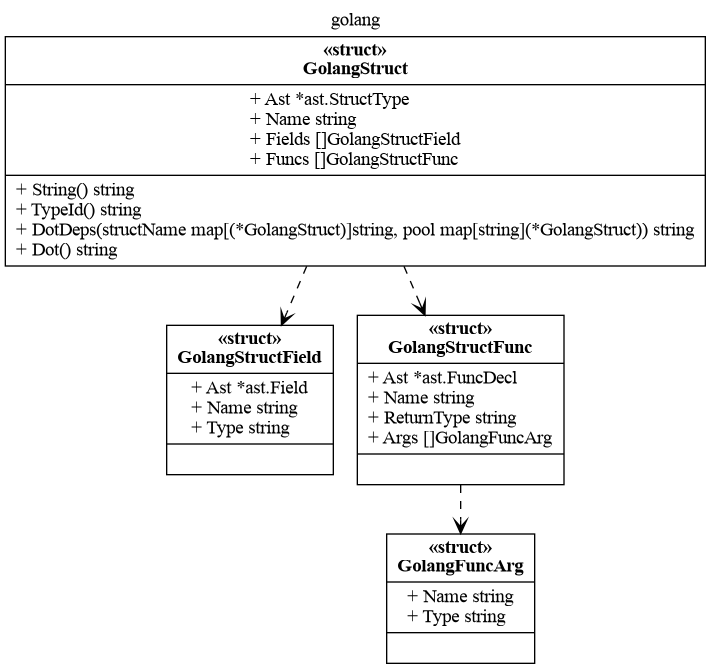 golang
«struct»
GolangStruct
+ Ast *ast.StructType
+ Name string
+ Fields []GolangStructField
+ Funcs []GolangStructFunc
+ String() string
+ TypeId() string
+ DotDeps(structName map[(*GolangStruct)]string, pool map[string](*GolangStruct)) string
+ Dot() string
«struct»
GolangStructField
+ Ast *ast.Field
+ Name string
+ Type string
«struct»
GolangStructFunc
+ Ast *ast.FuncDecl
+ Name string
+ ReturnType string
+ Args []GolangFuncArg
«struct»
GolangFuncArg
+ Name string
+ Type string